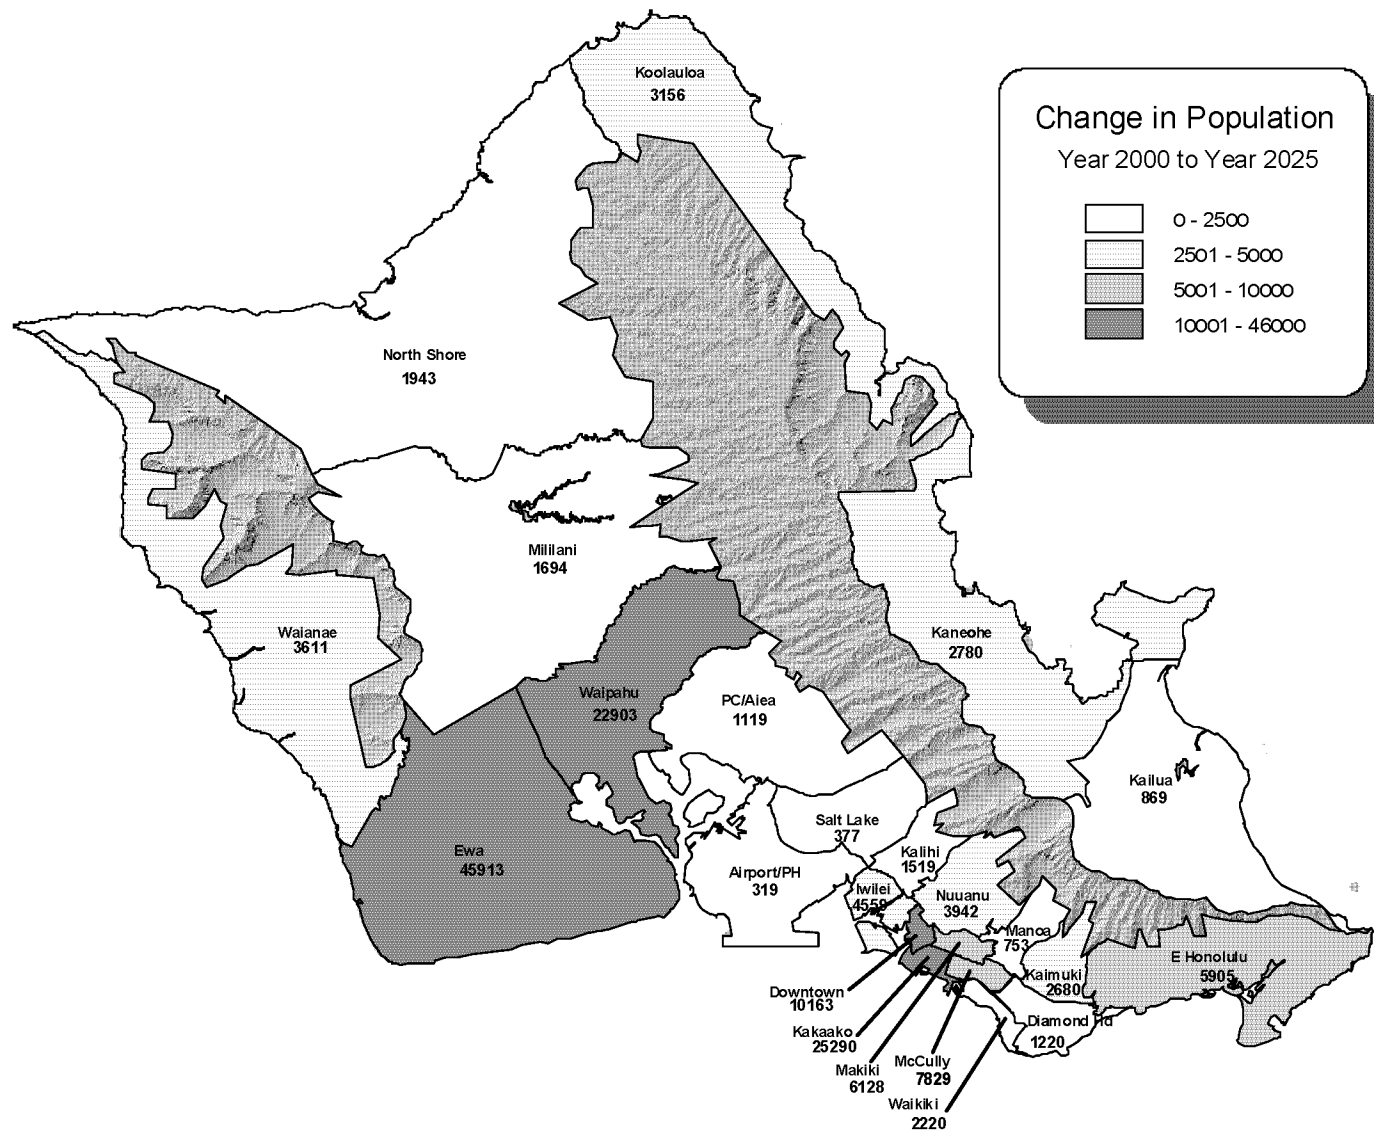 Koolauloa
3156
Change in Population
Year 2000 to Year 2025
0 - 2500
2501 - 5000
5001 - 10000
10001 - 46000
North Shore
1943
Mililani
1694
Waianae
3611
Kaneohe
2780
Waipahu
22903
PC/Aiea
1119
Kailua
869
Salt Lake
377
Ewa
45913
Kalihi
1519
Airport/PH
319
Iwilei
4559
Nuuanu
3942
Manoa
753
E Honolulu
5905
Kaimuki
2680
Downtown
10163
Diamond Hd
1220
Kakaako
25290
Makiki
6128
McCully
7829
Waikiki
2220